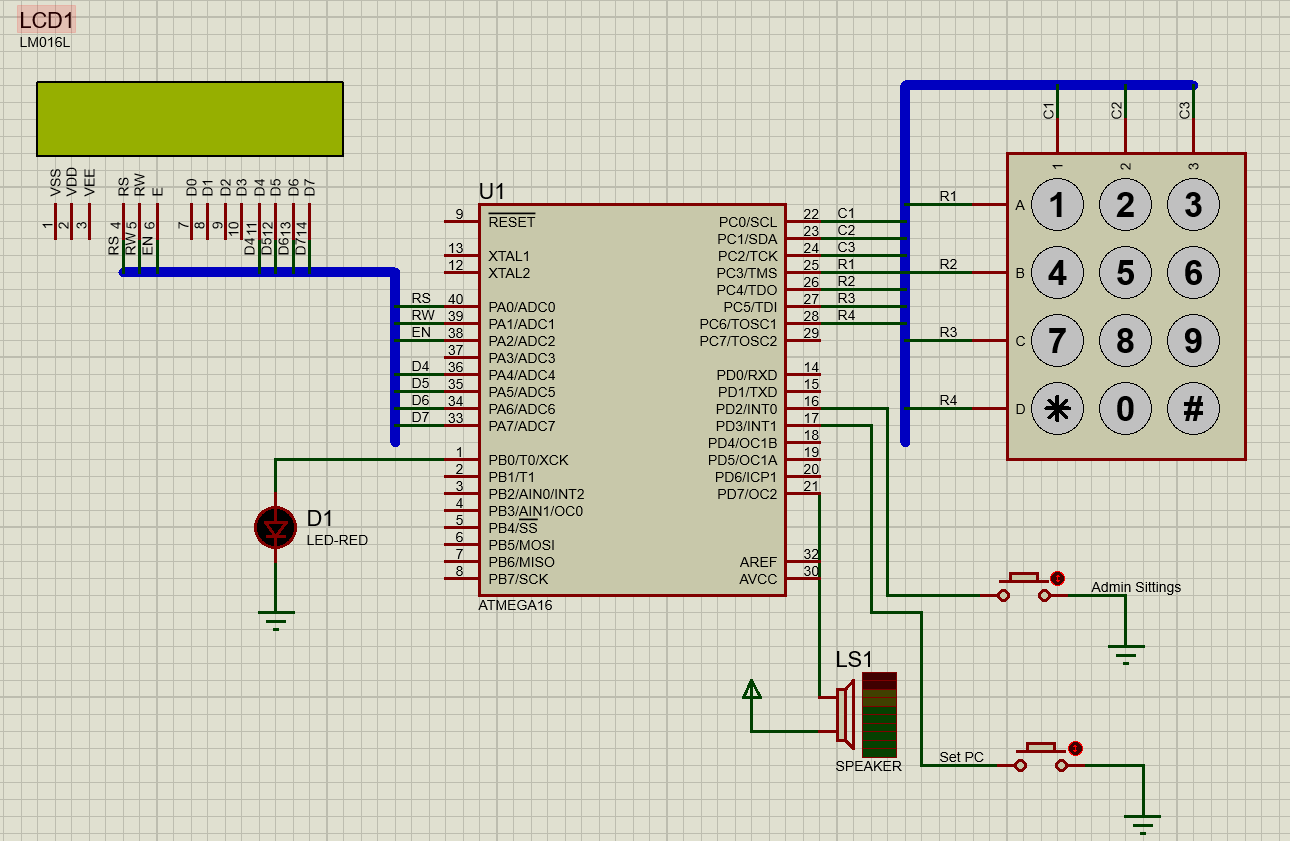 LCD1
LM016L
VSS
VDD
VEE
RS
RW
E
D0
D1
D2
D3
D4
D5
D6
D7
1
2
3
4
5
6
7
8
9
10
11
12
13
14
RS
RW
EN
D4
D5
D6
D7
U1
9 RESET
13 XTAL1
12 XTAL2
RS 40 PA0/ADC0
RW 39 PA1/ADC1
EN 38 PA2/ADC2
37 PA3/ADC3
D4 36 PA4/ADC4
D5 35 PA5/ADC5
D6 34 PA6/ADC6
D7 33 PA7/ADC7
1 PB0/T0/XCK
2 PB1/T1
3 PB2/AIN0/INT2
4 PB3/AIN1/OC0
5 PB4/SS
6 PB5/MOSI
7 PB6/MISO
8 PB7/SCK
PC0/SCL 22 C1
PC1/SDA 23 C2
PC2/TCK 24 C3
PC3/TMS 25 R1
PC4/TDO 26 R2
PC5/TDI 27 R3
PC6/TOSC1 28 R4
PC7/TOSC2 29
PD0/RXD 14
PD1/TXD 15
PD2/INT0 16
PD3/INT1 17
PD4/OC1B 18
PD5/OC1A 19
PD6/ICP1 20
PD7/OC2 21
AREF 32
AVCC 30
ATMEGA16
C1
C2
C3
1
2
3
R1 A 1 2 3
R2 B 4 5 6
R3 C 7 8 9
R4 D * 0 #
D1
LED-RED
Admin Sittings
LS1
SPEAKER
Set PC